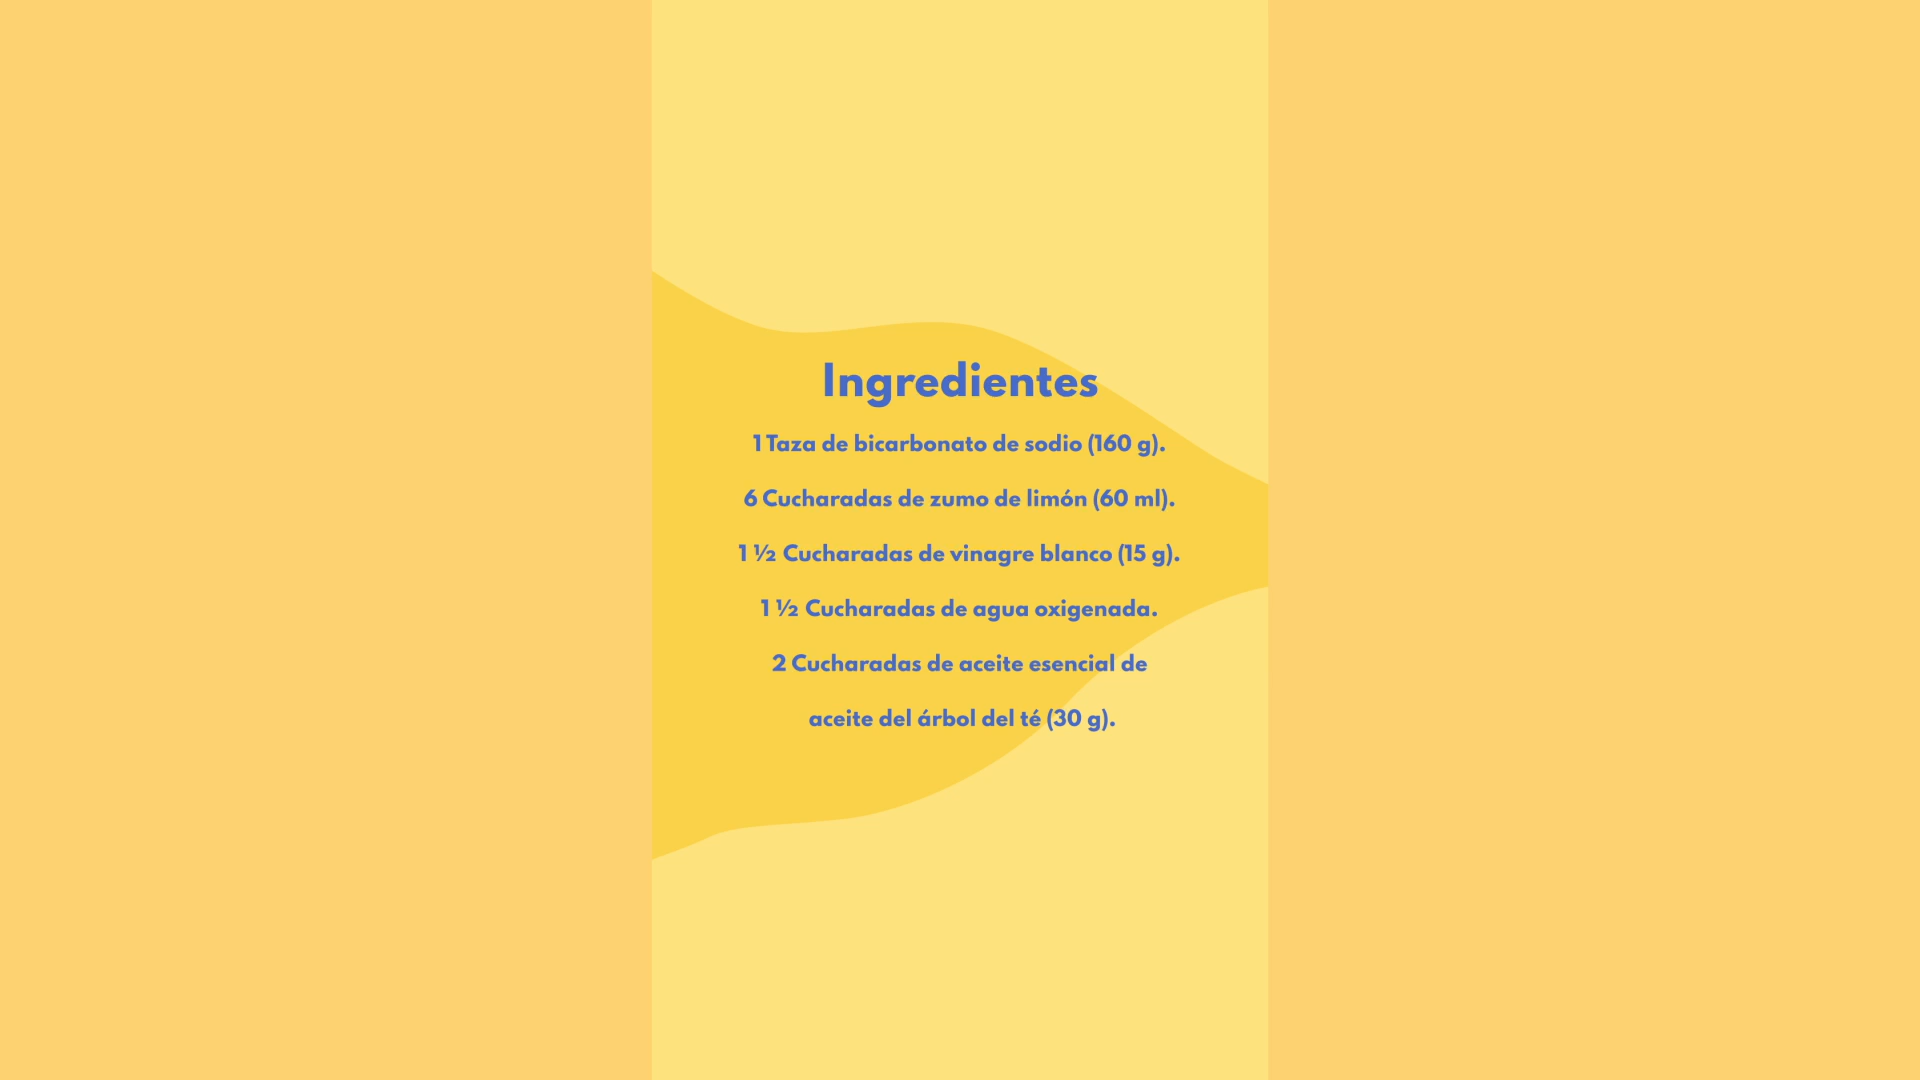 Ingredientes
1 Taza de bicarbonato de sodio (160 g).
6 Cucharadas de zumo de limón (60 ml).
1 ½ Cucharadas de vinagre blanco (15 g).
1 ½ Cucharadas de agua oxigenada.
2 Cucharadas de aceite esencial de
aceite del árbol del té (30 g).